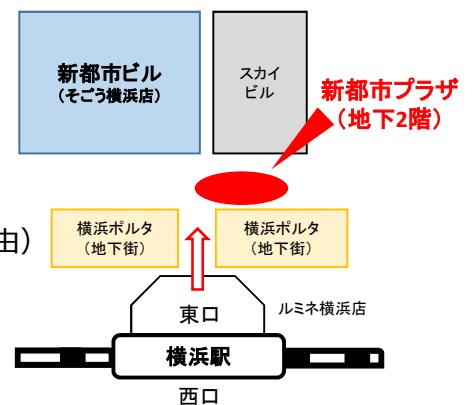 新都市ビル
（そごう横浜店）
スカイ
ビル
新都市プラザ
（地下2階）
由）
横浜ポルタ
（地下街）
横浜ポルタ
（地下街）
東口
ルミネ横浜店
横浜駅
西口